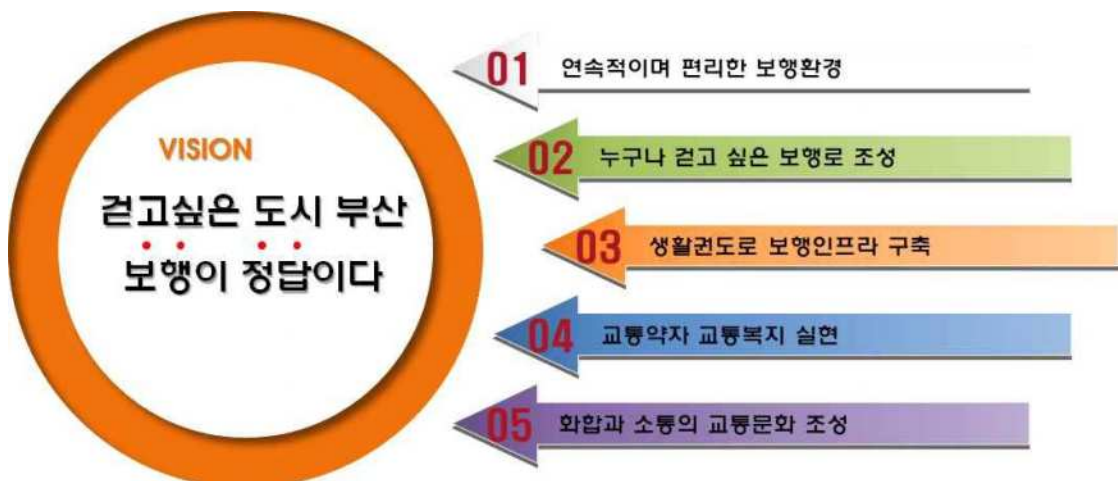 VISION
걷고싶은 도시 부산
보행이 정답이다
01 연속적이며 편리한 보행환경
02 누구나 걷고 싶은 보행로 조성
03 생활권도로 보행인프라 구축
04 교통약자 교통복지 실현
05 화합과 소통의 교통문화 조성